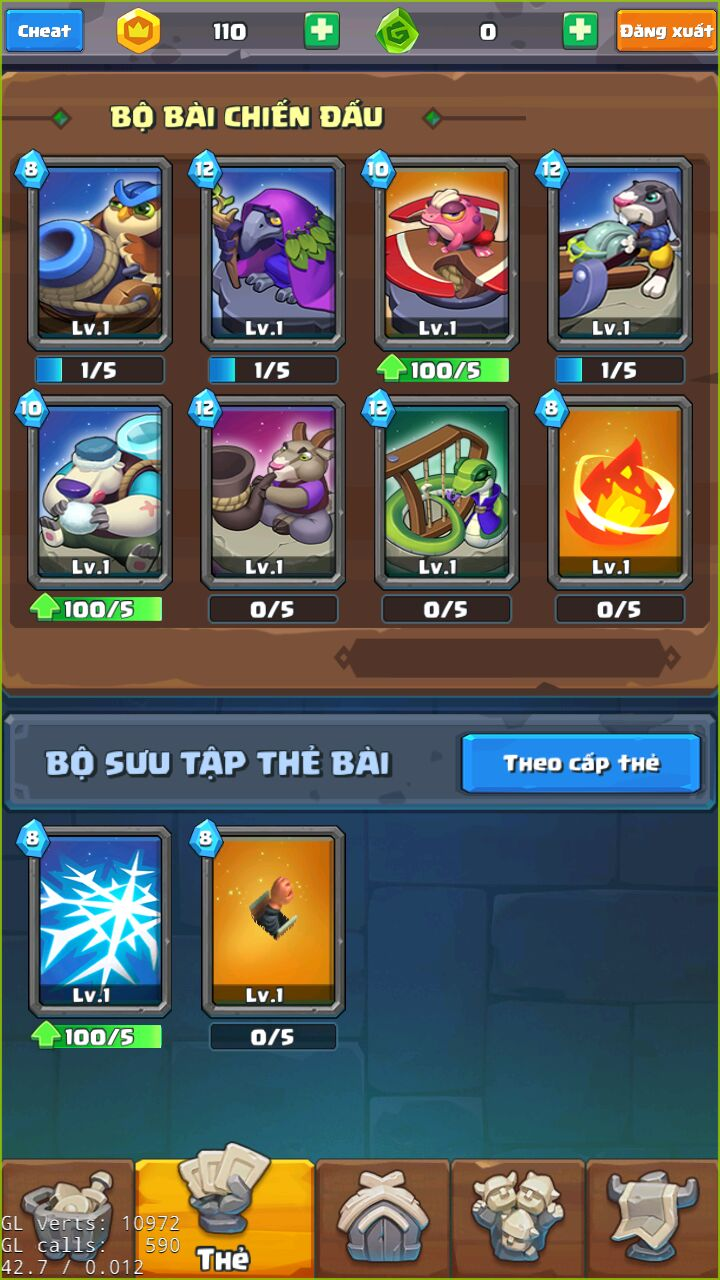 Cheat 110 0 Đăng xuất
BỘ BÀI CHIẾN ĐẤU
8 12 10 12
Lv.1 Lv.1 Lv.1 Lv.1
1/5 1/5 100/5 1/5
10 12 12 8
Lv.1 Lv.1 Lv.1 Lv.1
100/5 0/5 0/5 0/5
BỘ SƯU TẬP THẺ BÀI Theo cấp thẻ
8 8
Lv.1 Lv.1
100/5 0/5
GL verts: 10972
GL calls: 590
42.7 / 0.012
Thẻ